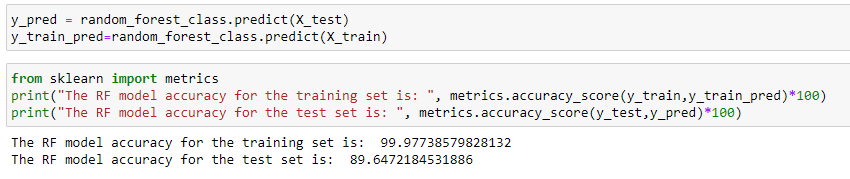 y_pred = random_forest_class.predict(X_test)
y_train_pred=random_forest_class.predict(X_train)
from sklearn import metrics
print("The RF model accuracy for the training set is: ", metrics.accuracy_score(y_train,y_train_pred)*100)
print("The RF model accuracy for the test set is: ", metrics.accuracy_score(y_test,y_pred)*100)
The RF model accuracy for the training set is:  99.97738579828132
The RF model accuracy for the test set is:  89.6472184531886